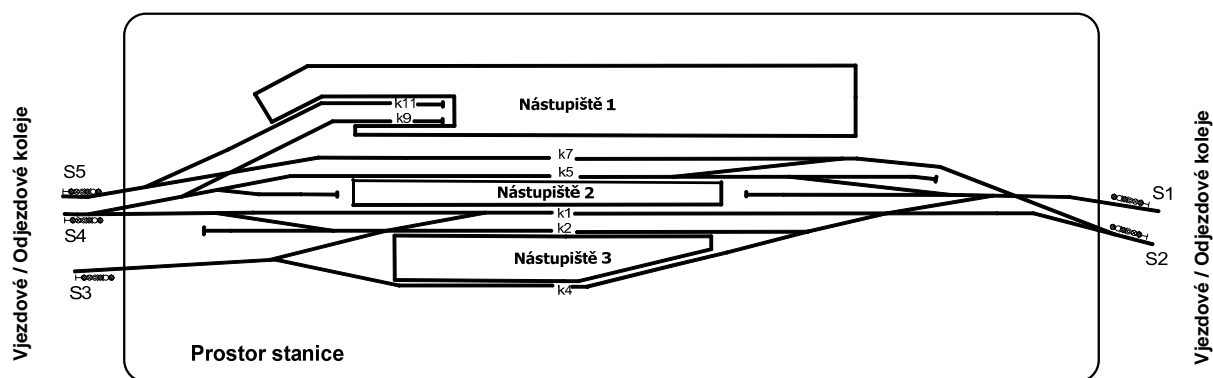 Vjezdové / Odjezdové koleje
S5
S4
S3
k11
Nástupiště 1
k9
k7
k5
Nástupiště 2
k1
k2
Nástupiště 3
k4
Prostor stanice
S1
S2
Vjezdové / Odjezdové koleje